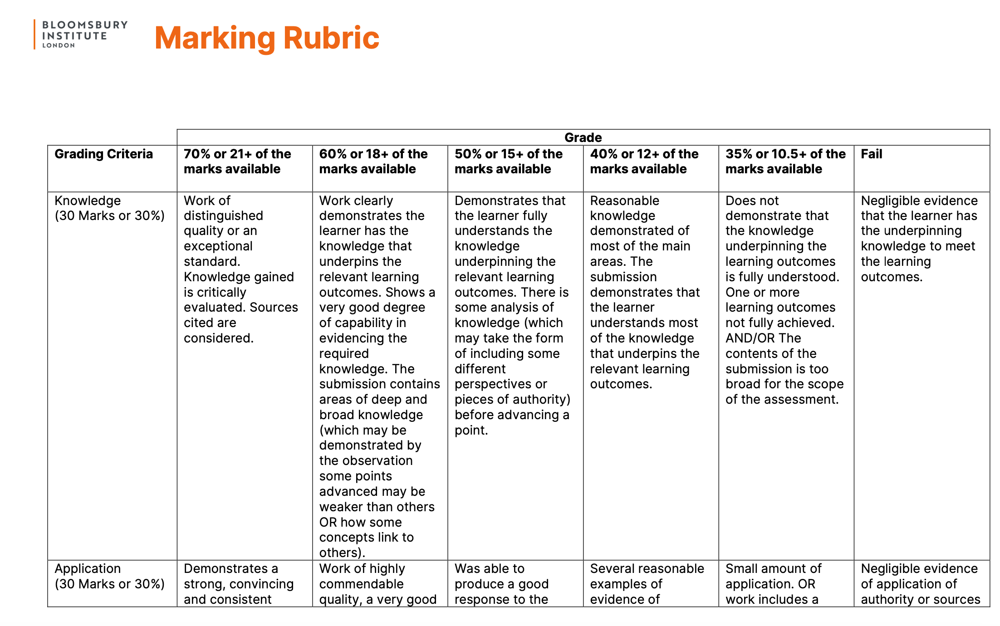 BLOOMSBURY
INSTITUTE
LONDON
Marking Rubric
Grade
Grading Criteria
70% or 21+ of the
marks available
60% or 18+ of the
marks available
50% or 15+ of the
marks available
40% or 12+ of the
marks available
35% or 10.5+ of the
marks available
Fail
Knowledge
(30 Marks or 30%)
Work of
distinguished
quality or an
exceptional
standard.
Knowledge gained
is critically
evaluated. Sources
cited are
considered.
Work clearly
demonstrates the
learner has the
knowledge that
underpins the
relevant learning
outcomes. Shows a
very good degree
of capability in
evidencing the
required
knowledge. The
submission contains
areas of deep and
broad knowledge
(which may be
demonstrated by
the observation
some points
advanced may be
weaker than others
OR how some
concepts link to
others).
Demonstrates that
the learner fully
understands the
knowledge
underpinning the
relevant learning
outcomes. There is
some analysis of
knowledge (which
may take the form
of including some
different
perspectives or
pieces of authority)
before advancing a
point.
Reasonable
knowledge
demonstrated of
most of the main
areas. The
submission
demonstrates that
the learner
understands most
of the knowledge
that underpins the
relevant learning
outcomes.
Does not
demonstrate that
the knowledge
underpinning the
learning outcomes
is fully understood.
One or more
learning outcomes
not fully achieved.
AND/OR The
contents of the
submission is too
broad for the scope
of the assessment.
Negligible evidence
that the learner has
the underpinning
knowledge to meet
the learning
outcomes.
Application
(30 Marks or 30%)
Demonstrates a
strong, convincing
and consistent
Work of highly
commendable
quality, a very good
Was able to
produce a good
response to the
Several reasonable
examples of
evidence of
Small amount of
application. OR
work includes a
Negligible evidence
of application of
authority or sources